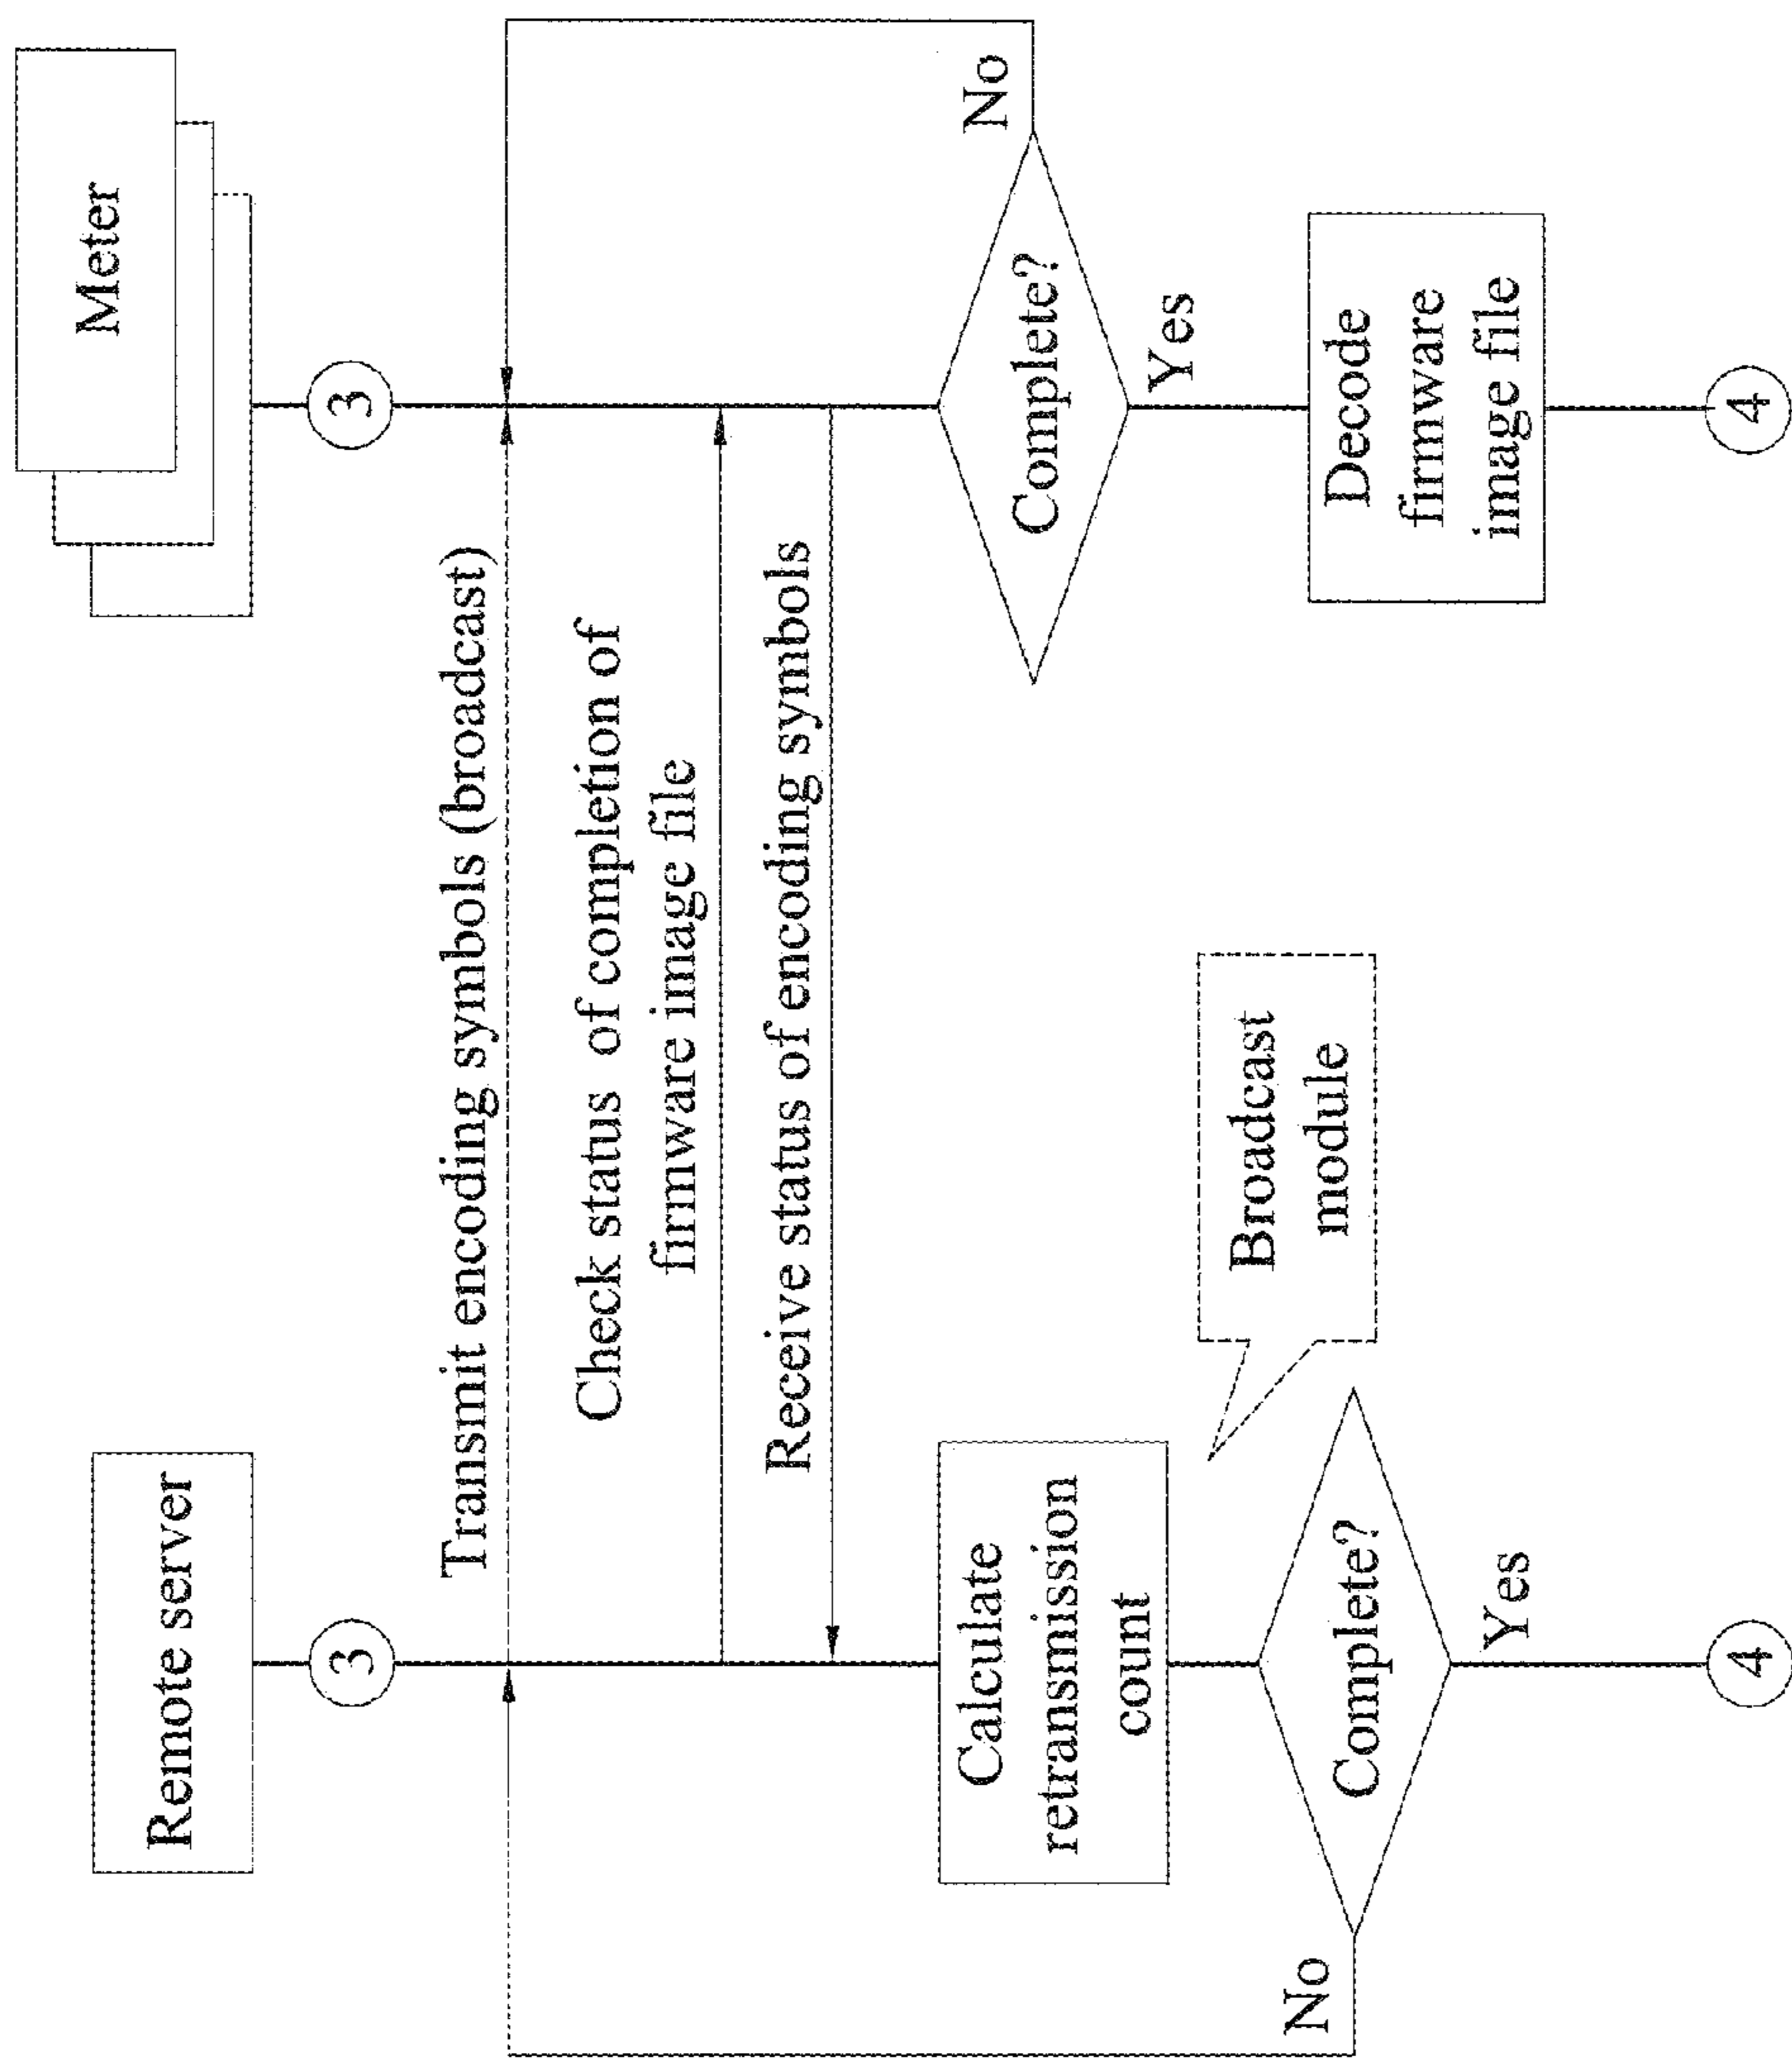 Remote server
Meter
3
3
Transmit encoding symbols (broadcast)
Check status of completion of
firmware image file
Receive status of encoding symbols
Calculate
retransmission
count
Broadcast
module
Complete?
No
Yes
Complete?
No
Yes
Decode
firmware
image file
4
4